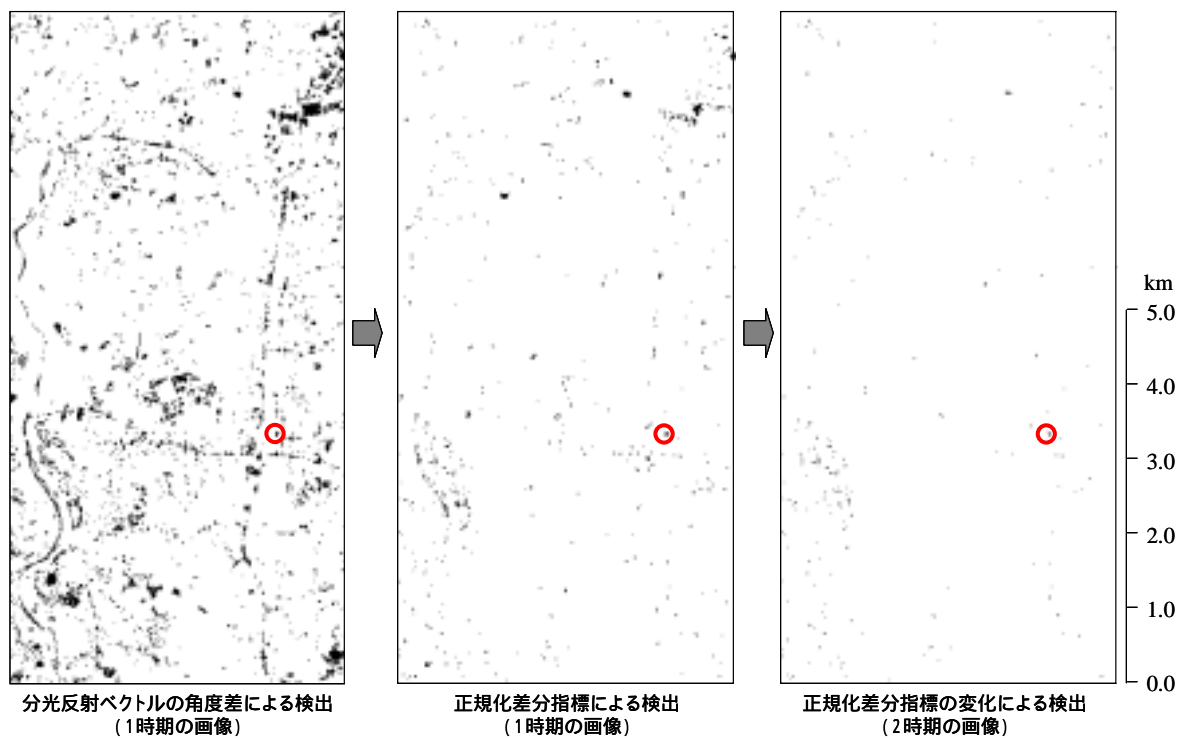 km
5.0
4.0
3.0
2.0
1.0
0.0
分光反射ベクトルの角度差による検出
(1時期の画像)
正規化差分指標による検出
(1時期の画像)
正規化差分指標の変化による検出
(2時期の画像)